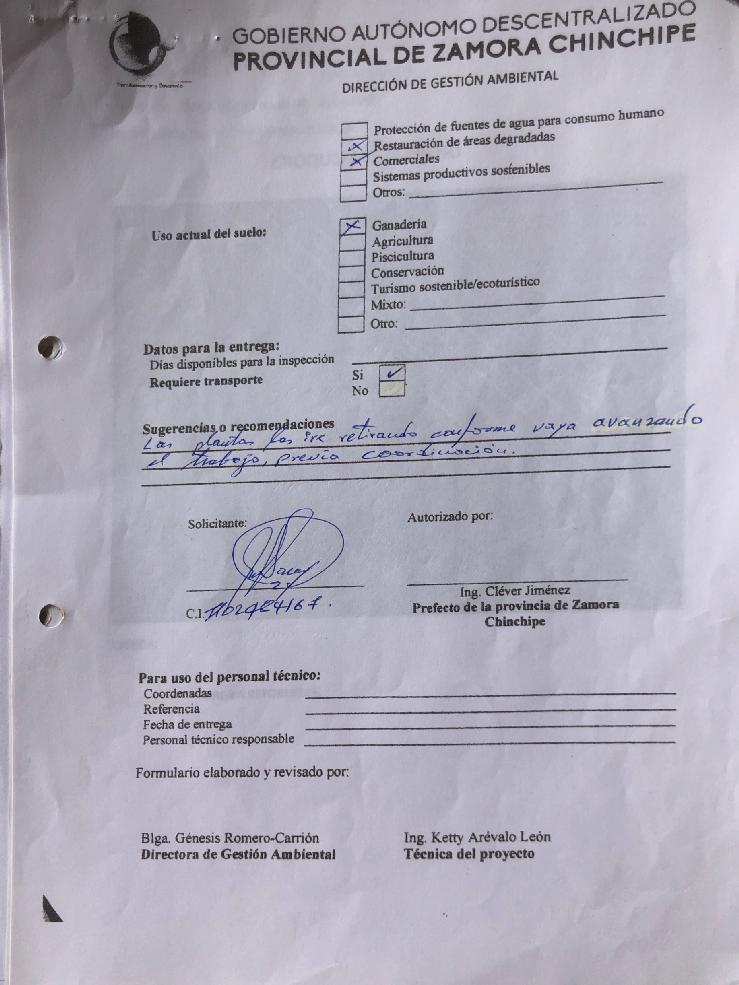 GOBIERNO AUTÓNOMO DESCENTRALIZADO
PROVINCIAL DE ZAMORA CHINCHIPE
DIRECCIÓN DE GESTIÓN AMBIENTAL
Protección de fuentes de agua para consumo humano
Restauración de áreas degradadas
Comerciales
Sistemas productivos sostenibles
Otros:
Uso actual del suelo:
Ganadería
Agricultura
Piscicultura
Conservación
Turismo sostenible/ecoturístico
Mixto:
Otro:
Datos para la entrega:
Días disponibles para la inspección
Requiere transporte
Si
No
Sugerencias o recomendaciones
Las plantas las ire retirando conforme vaya avanzando
el trabajo, previa coordinación.
Solicitante:
Autorizado por:
C.I.
Ing. Cléver Jiménez
Prefecto de la provincia de Zamora
Chinchipe
Para uso del personal técnico:
Coordenadas
Referencia
Fecha de entrega
Personal técnico responsable
Formulario elaborado y revisado por:
Blga. Génesis Romero-Carrión
Directora de Gestión Ambiental
Ing. Ketty Arévalo León
Técnica del proyecto